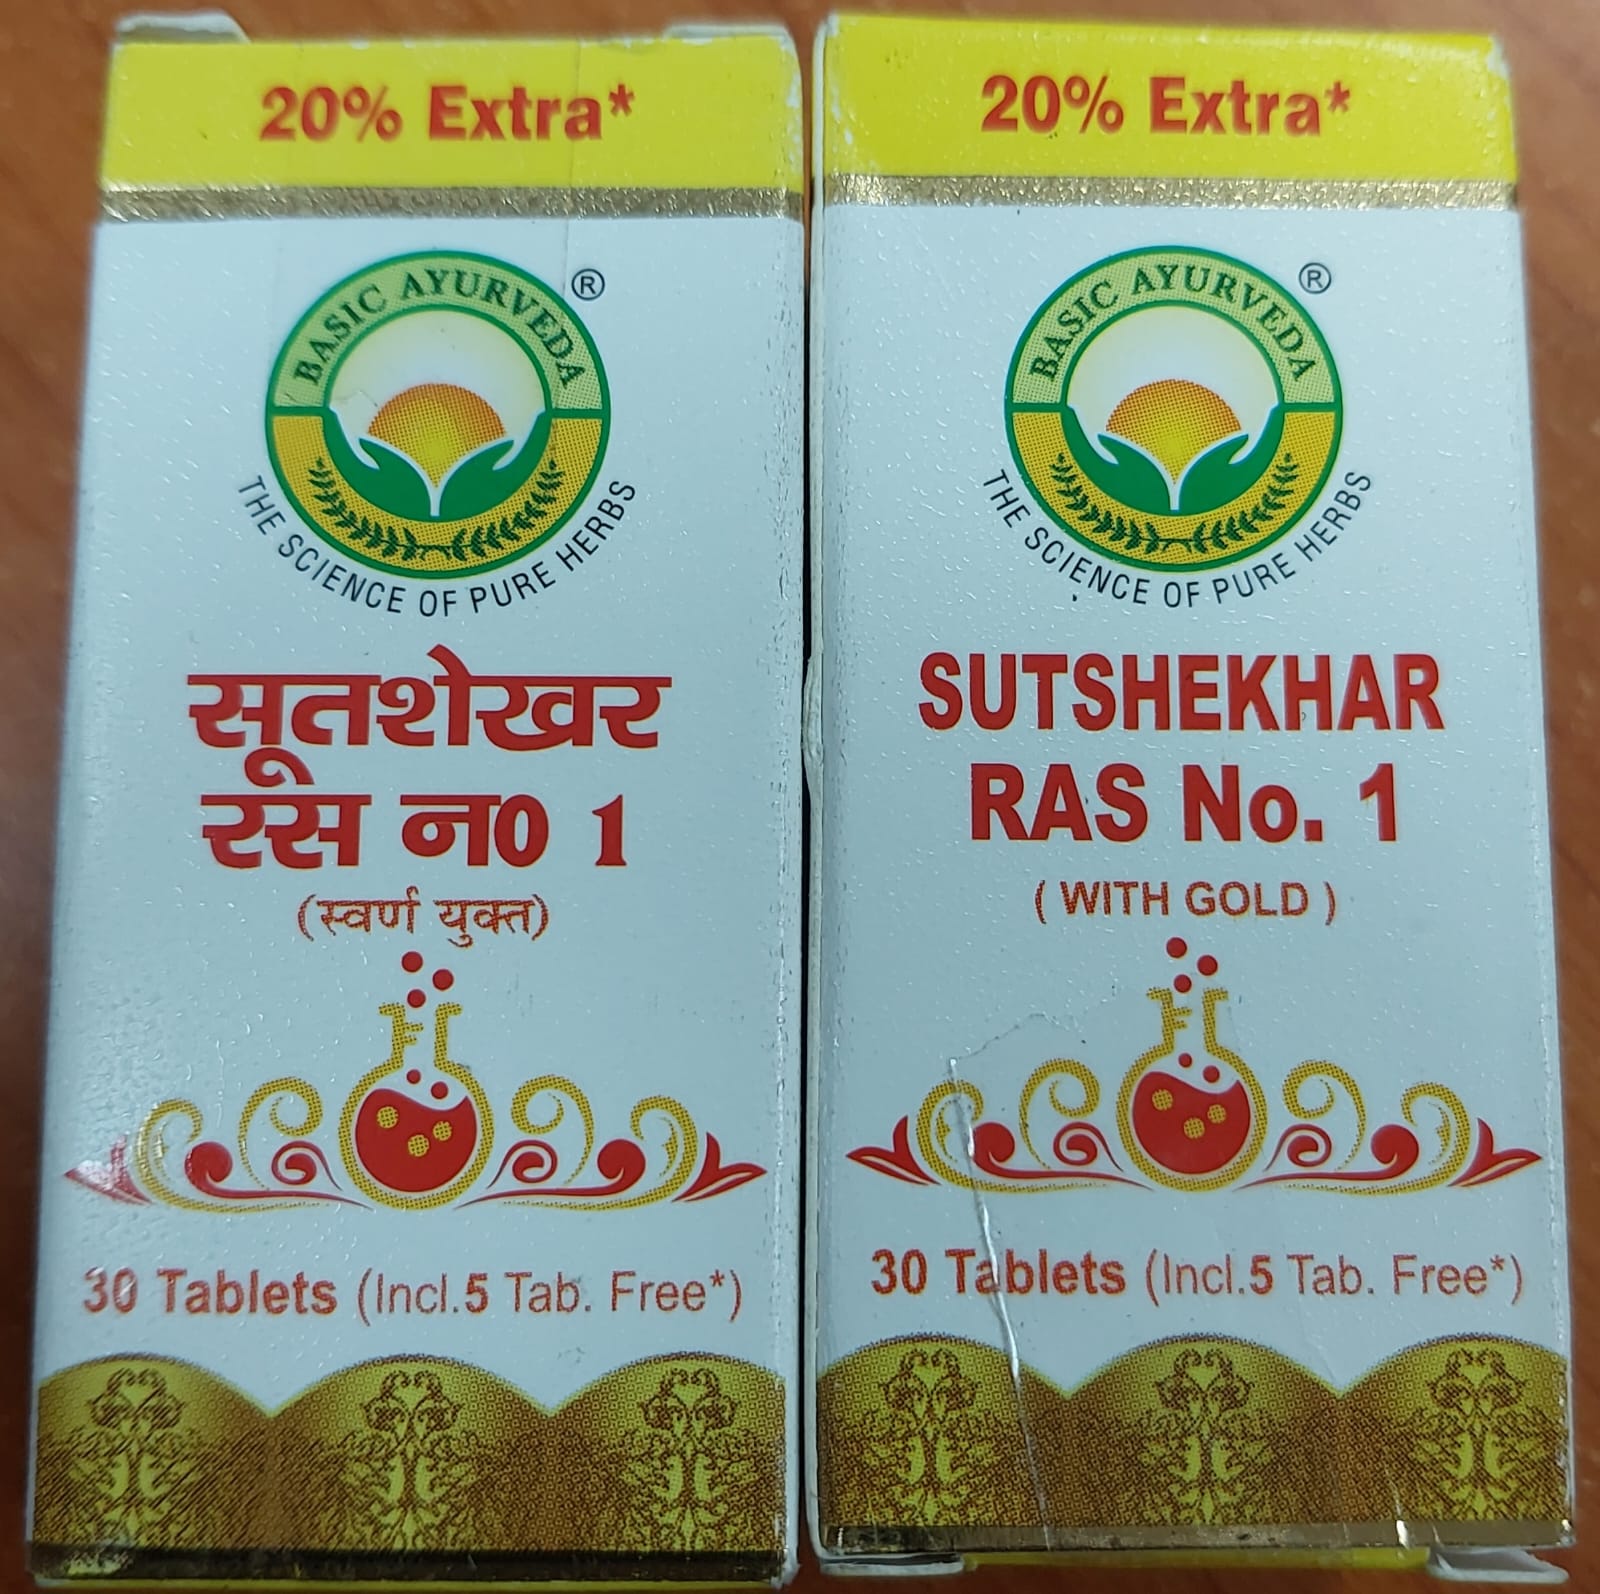 20% Extra*
BASIC AYURVEDA ®
THE SCIENCE OF PURE HERBS
सूतशेखर
रस न0 1
(स्वर्ण युक्त)
30 Tablets (Incl.5 Tab. Free*)
20% Extra*
BASIC AYURVEDA ®
THE SCIENCE OF PURE HERBS
SUTSHEKHAR
RAS No. 1
( WITH GOLD )
30 Tablets (Incl.5 Tab. Free*)